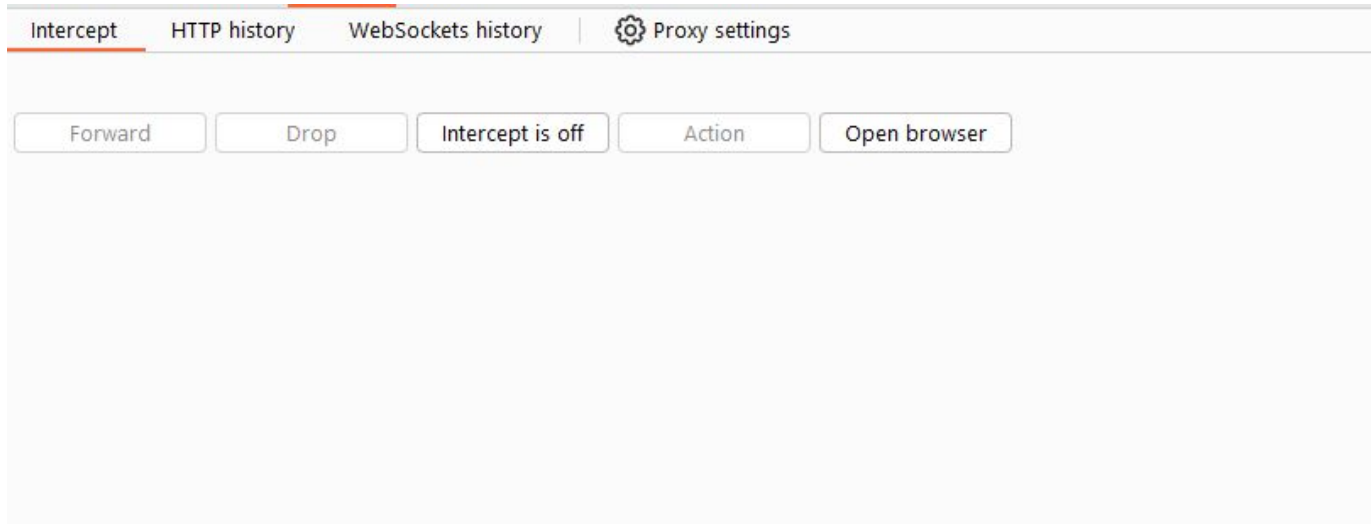 Intercept HTTP history WebSockets history Proxy settings
Forward Drop Intercept is off Action Open browser